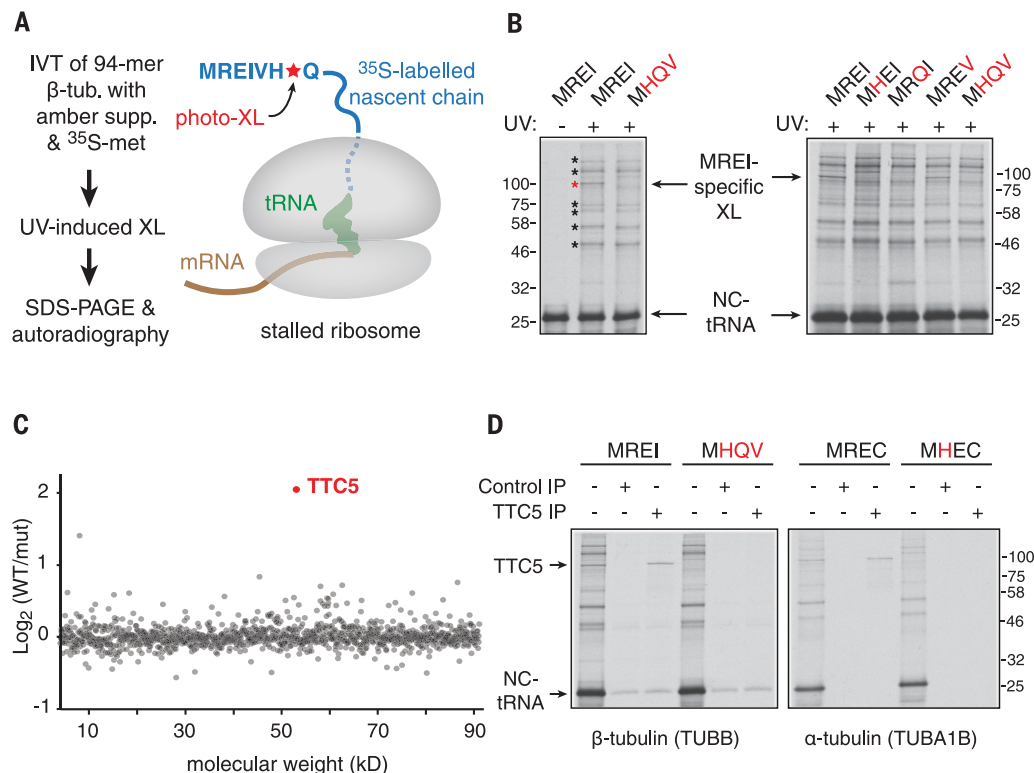 A
IVT of 94-mer
β-tub. with
amber supp.
& ³⁵S-met
UV-induced XL
SDS-PAGE &
autoradiography
MREIVH★Q
photo-XL
³⁵S-labelled
nascent chain
tRNA
mRNA
stalled ribosome
B
MREI MREI MHQV
UV: - + +
100-
75-
58-
46-
32-
25-
* * * * * *
MREI-
specific
XL
NC-
tRNA
MREI MHEI MRQI MREV MHQV
UV: + + + + +
-100
-75
-58
-46
-32
-25
C
Log₂ (WT/mut)
2
1
0
-1
TTC5
10 30 50 70 90
molecular weight (kD)
D
MREI MHQV MREC MHEC
Control IP - + - - + - - + - - + -
TTC5 IP - - + - - + - - + - - +
TTC5
NC-
tRNA
-100
-75
-58
-46
-32
-25
β-tubulin (TUBB) α-tubulin (TUBA1B)